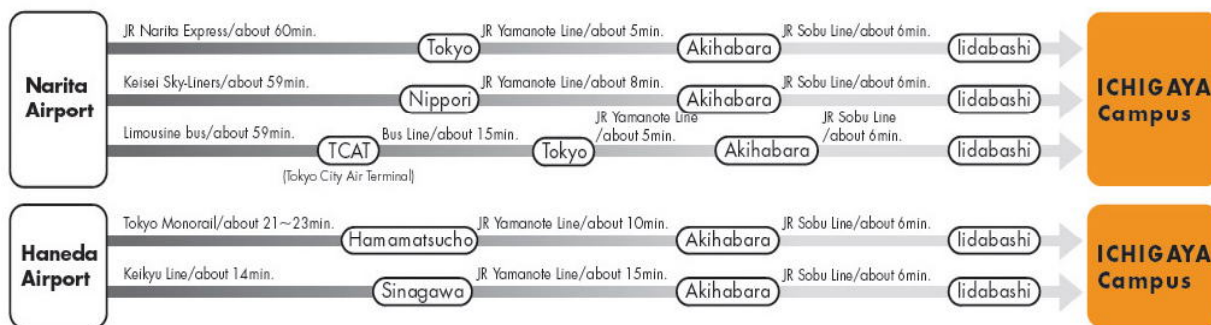 Narita Airport
JR Narita Express/about 60min.
Tokyo
JR Yamanote Line/about 5min.
Akihabara
JR Sobu Line/about 6min.
Iidabashi
Keisei Sky-Liners/about 59min.
Nippori
JR Yamanote Line/about 8min.
Akihabara
JR Sobu Line/about 6min.
Iidabashi
Limousine bus/about 59min.
TCAT
(Tokyo City Air Terminal)
Bus Line/about 15min.
Tokyo
JR Yamanote Line
/about 5min.
Akihabara
JR Sobu Line
/about 6min.
Iidabashi
ICHIGAYA
Campus
Haneda
Airport
Tokyo Monorail/about 21~23min.
Hamamatsucho
JR Yamanote Line/about 10min.
Akihabara
JR Sobu Line/about 6min.
Iidabashi
Keikyu Line/about 14min.
Sinagawa
JR Yamanote Line/about 15min.
Akihabara
JR Sobu Line/about 6min.
Iidabashi
ICHIGAYA
Campus